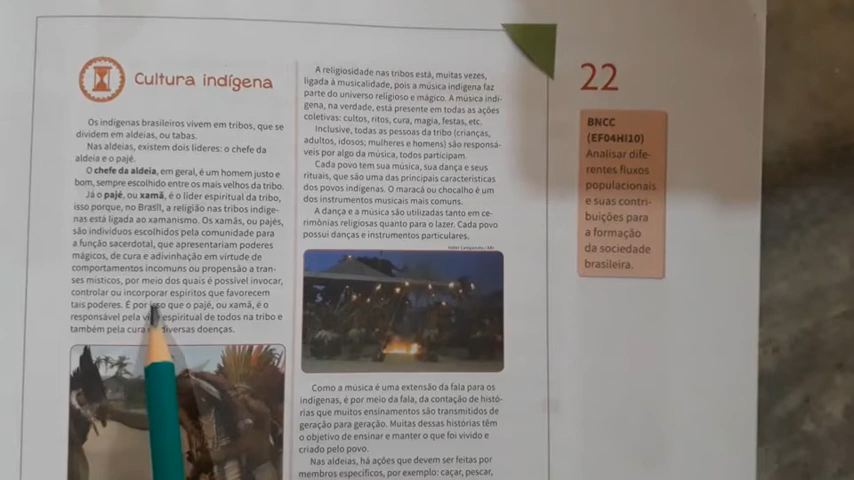 Cultura indígena
Os indígenas brasileiros vivem em tribos, que se
dividem em aldeias, ou tabas.
Nas aldeias, existem dois líderes: o chefe da
aldeia e o pajé.
O chefe da aldeia, em geral, é um homem justo e
bom, sempre escolhido entre os mais velhos da tribo.
Já o pajé, ou xamã, é o líder espiritual da tribo,
isso porque, no Brasil, a religião nas tribos indíge-
nas está ligada ao xamanismo. Os xamãs, ou pajés,
são indivíduos escolhidos pela comunidade para
a função sacerdotal, que apresentariam poderes
mágicos, de cura e adivinhação em virtude de
comportamentos incomuns ou propensão a tran-
ses místicos, por meio dos quais é possível invocar,
controlar ou incorporar espíritos que favorecem
tais poderes. É por isso que o pajé, ou xamã, é o
responsável pela espiritual de todos na tribo e
também pela cura diversas doenças.
A religiosidade nas tribos está, muitas vezes,
ligada à musicalidade, pois a música indígena faz
parte do universo religioso e mágico. A música indí-
gena, na verdade, está presente em todas as ações
coletivas: cultos, ritos, cura, magia, festas, etc.
Inclusive, todas as pessoas da tribo (crianças,
adultos, idosos; mulheres e homens) são responsá-
veis por algo da música, todos participam.
Cada povo tem sua música, sua dança e seus
rituais, que são uma das principais características
dos povos indígenas. O maracá ou chocalho é um
dos instrumentos musicais mais comuns.
A dança e a música são utilizadas tanto em ce-
rimônias religiosas quanto para o lazer. Cada povo
possui danças e instrumentos particulares.
Como a música é uma extensão da fala para os
indígenas, é por meio da fala, da contação de histó-
rias que muitos ensinamentos são transmitidos de
geração para geração. Muitas dessas histórias têm
o objetivo de ensinar e manter o que foi vivido e
criado pelo povo.
Nas aldeias, há ações que devem ser feitas por
membros específicos, por exemplo: caçar, pescar,
22
BNCC
(EF04HI10)
Analisar dife-
rentes fluxos
populacionais
e suas contri-
buições para
a formação
da sociedade
brasileira.